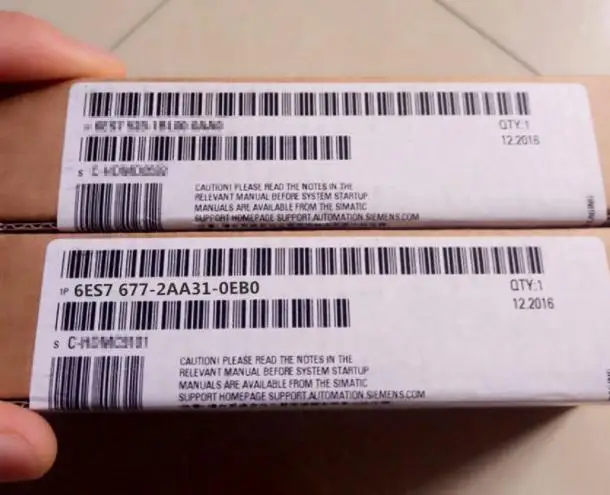 1P
QTY:1
12.2016
S
CAUTION! PLEASE READ THE NOTES IN THE
RELEVANT MANUAL BEFORE SYSTEM STARTUP
MANUALS ARE AVAILABLE FROM THE SIMATIC
SUPPORT HOMEPAGE SUPPORT.AUTOMATION.SIEMENS.COM
1P 6ES7 677-2AA31-0EB0
QTY:1
12.2016
S
CAUTION! PLEASE READ THE NOTES IN THE
RELEVANT MANUAL BEFORE SYSTEM STARTUP
MANUALS ARE AVAILABLE FROM THE SIMATIC
SUPPORT HOMEPAGE SUPPORT.AUTOMATION.SIEMENS.COM